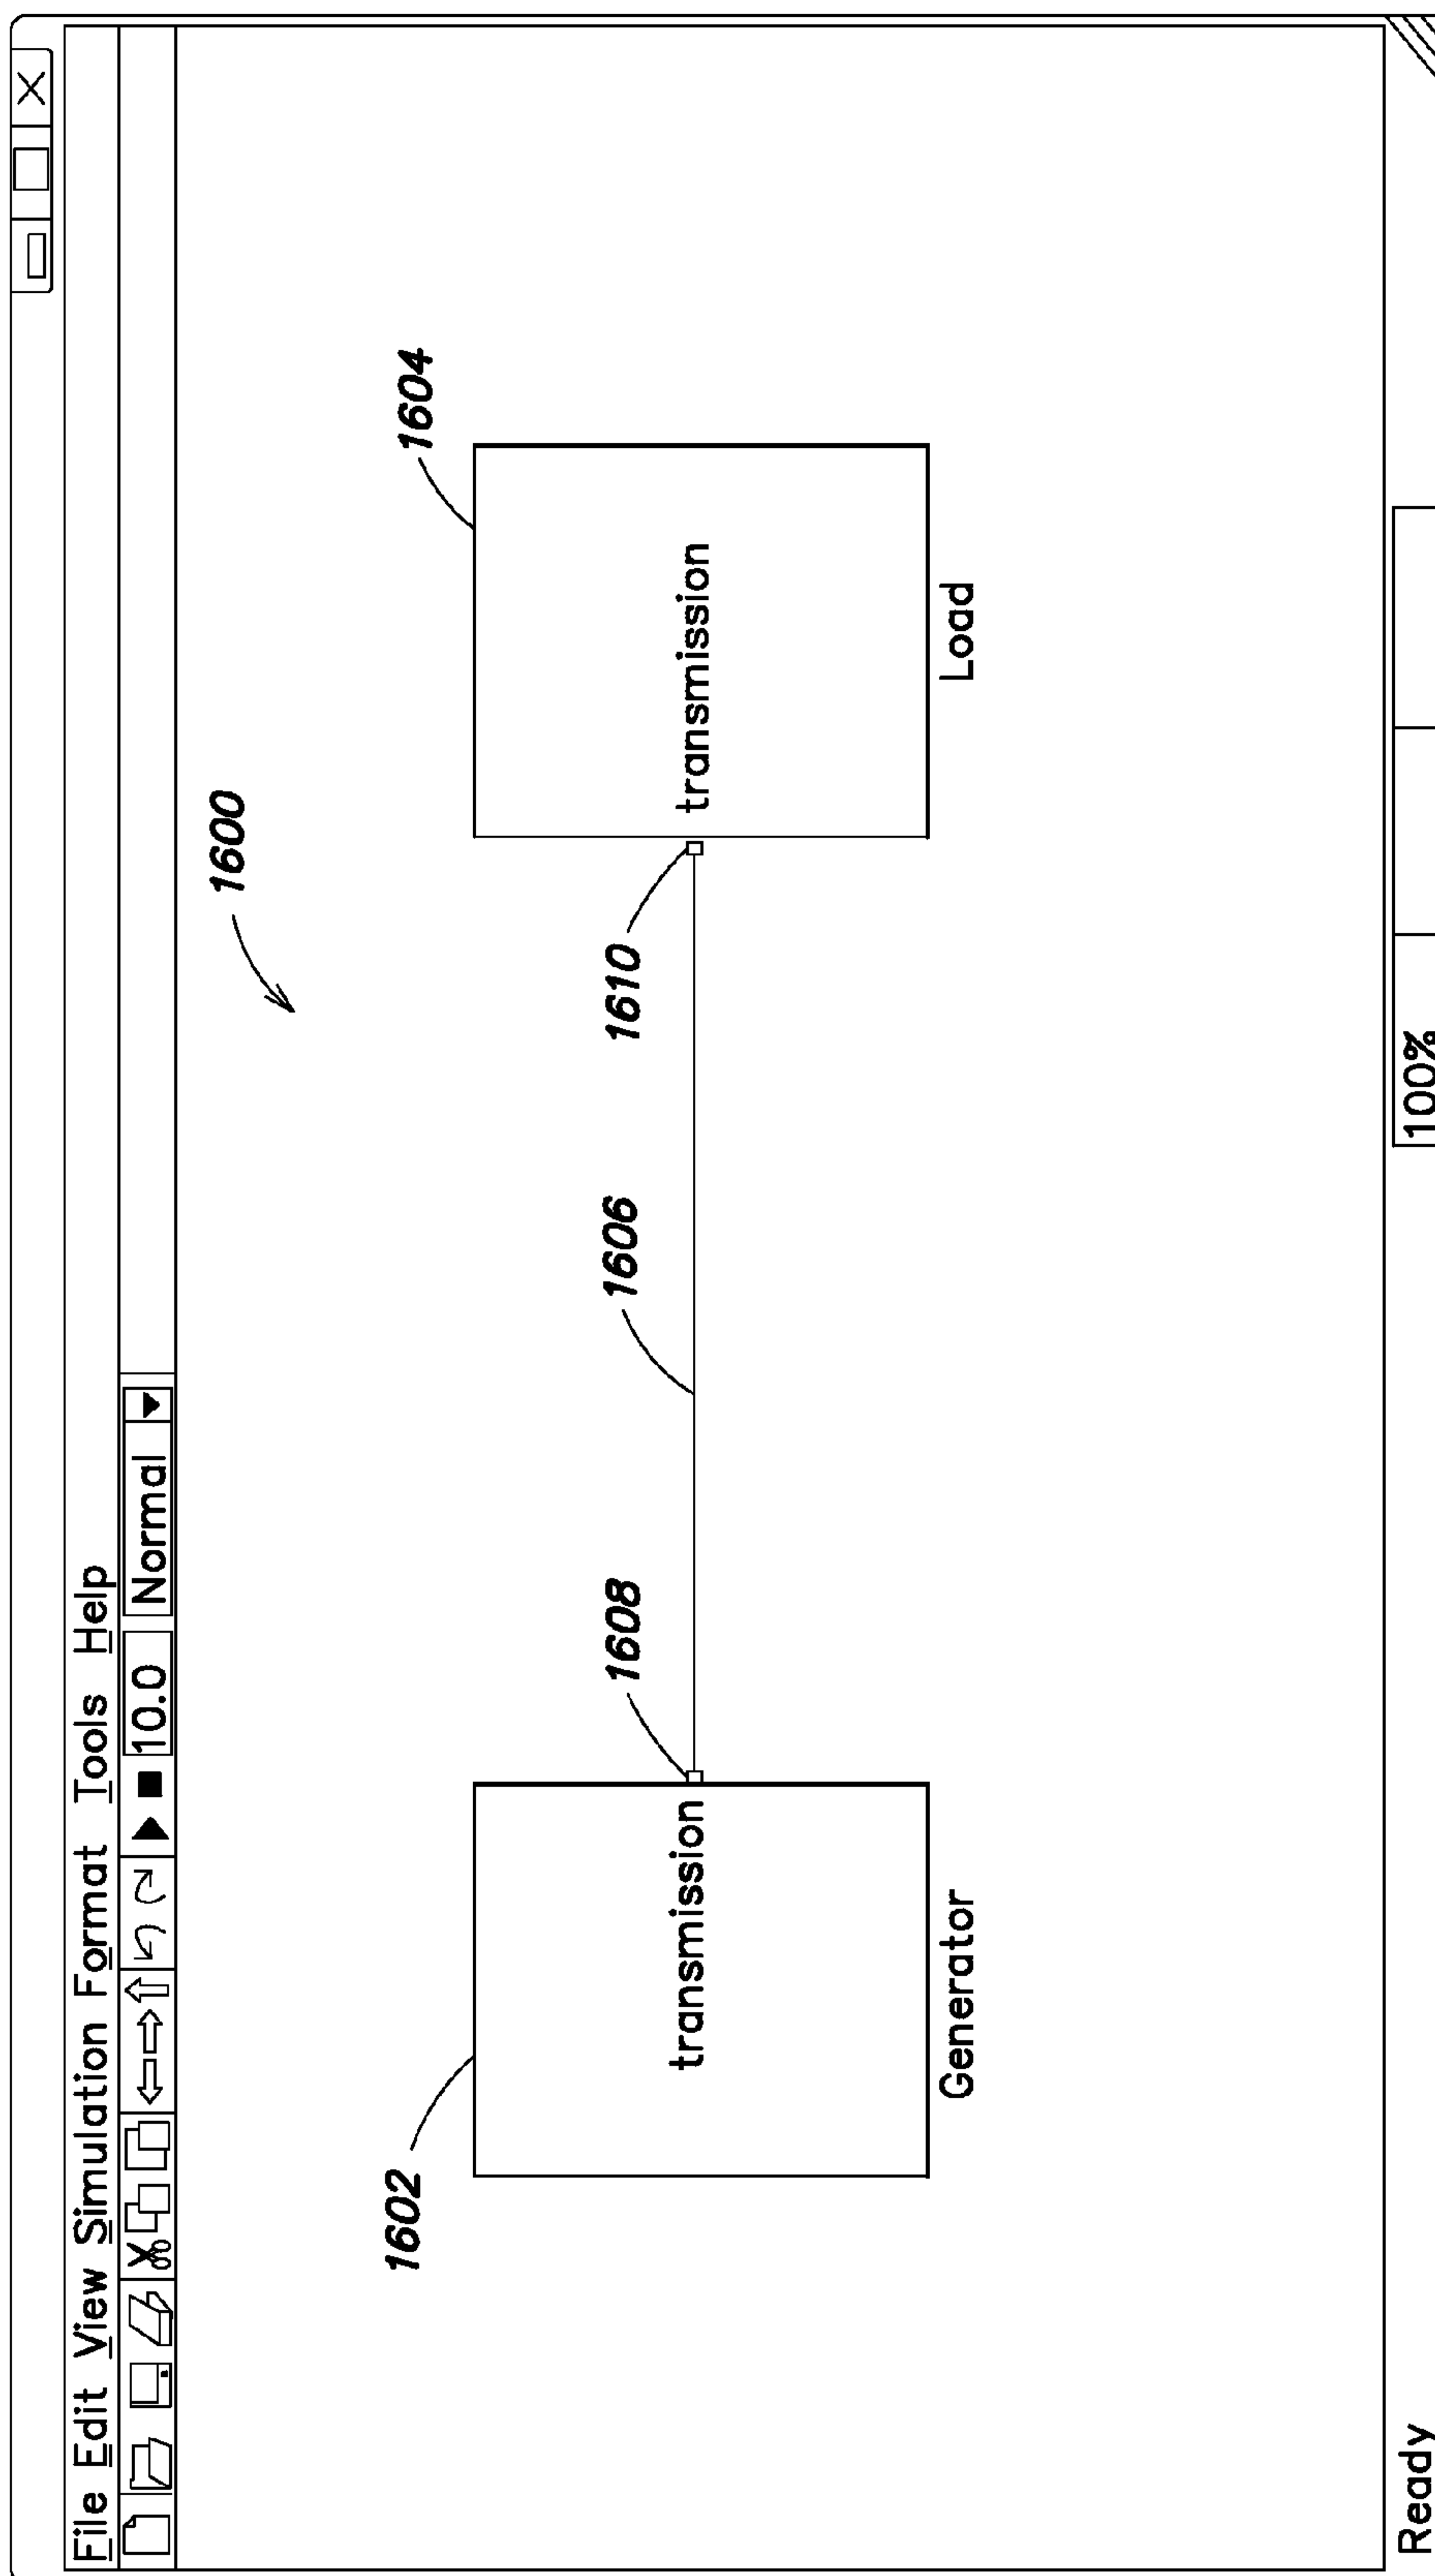 File Edit View Simulation Format Tools Help
10.0 Normal
1600
1602
1604
1608
1606
1610
transmission
transmission
Generator
Load
Ready
100%